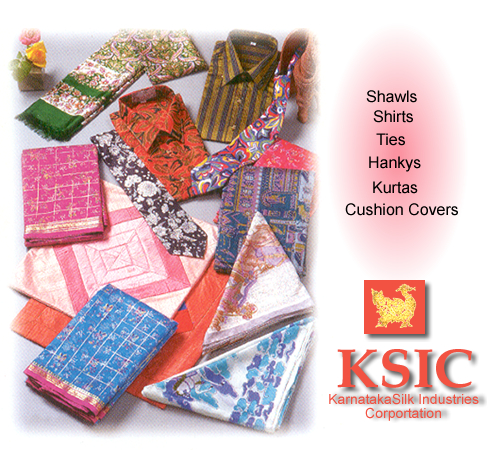 Shawls
Shirts
Ties
Hankys
Kurtas
Cushion Covers
KSIC
KarnatakaSilk Industries
Corportation